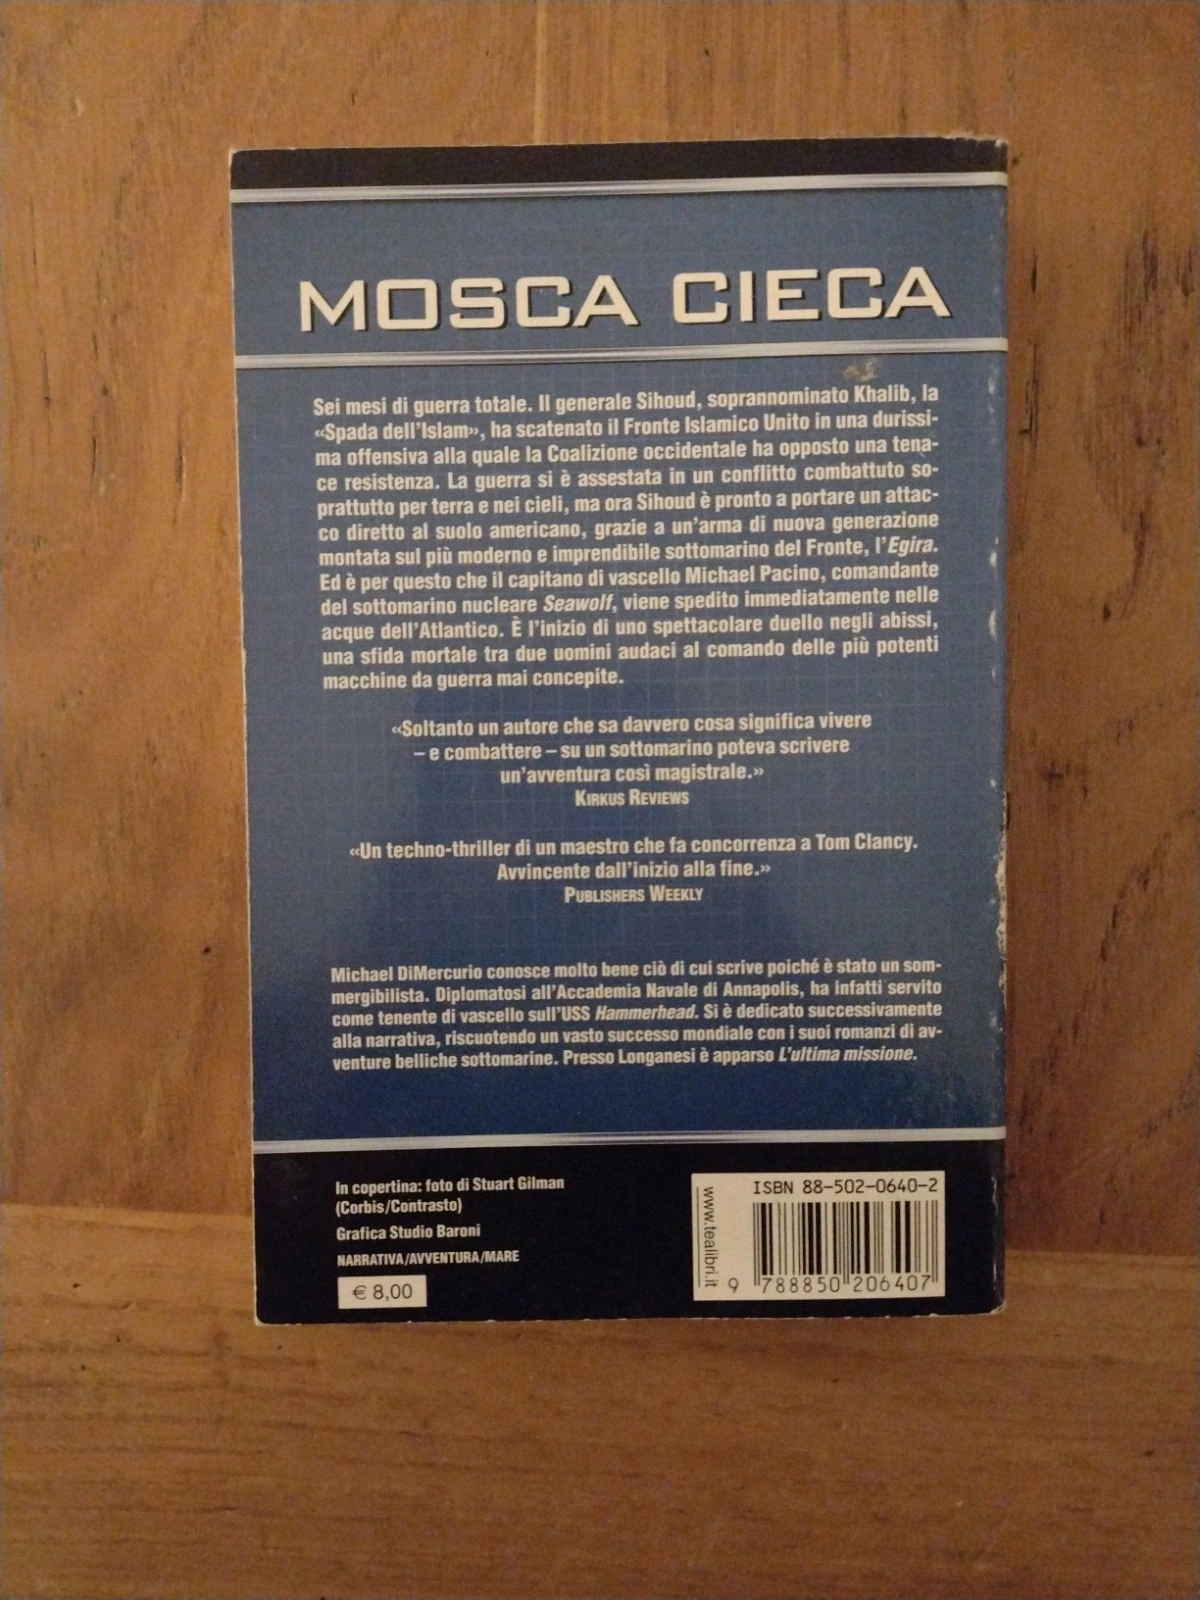 MOSCA CIECA
Sei mesi di guerra totale. Il generale Sihoud, soprannominato Khalib, la
«Spada dell'Islam», ha scatenato il Fronte Islamico Unito in una durissi-
ma offensiva alla quale la Coalizione occidentale ha opposto una tena-
ce resistenza. La guerra si è assestata in un conflitto combattuto so-
prattutto per terra e nei cieli, ma ora Sihoud è pronto a portare un attac-
co diretto al suolo americano, grazie a un'arma di nuova generazione
montata sul più moderno e imprendibile sottomarino del Fronte, l'Egira.
Ed è per questo che il capitano di vascello Michael Pacino, comandante
del sottomarino nucleare Seawolf, viene spedito immediatamente nelle
acque dell'Atlantico. È l'inizio di uno spettacolare duello negli abissi,
una sfida mortale tra due uomini audaci al comando delle più potenti
macchine da guerra mai concepite.
«Soltanto un autore che sa davvero cosa significa vivere
– e combattere – su un sottomarino poteva scrivere
un'avventura così magistrale.»
KIRKUS REVIEWS
«Un techno-thriller di un maestro che fa concorrenza a Tom Clancy.
Avvincente dall'inizio alla fine.»
PUBLISHERS WEEKLY
Michael DiMercurio conosce molto bene ciò di cui scrive poiché è stato un som-
mergibilista. Diplomatosi all'Accademia Navale di Annapolis, ha infatti servito
come tenente di vascello sull'USS Hammerhead. Si è dedicato successivamente
alla narrativa, riscuotendo un vasto successo mondiale con i suoi romanzi di av-
venture belliche sottomarine. Presso Longanesi è apparso L'ultima missione.
In copertina: foto di Stuart Gilman
(Corbis/Contrasto)
Grafica Studio Baroni
NARRATIVA/AVVENTURA/MARE
€ 8,00
www.tealibri.it
ISBN 88-502-0640-2
9 788850 206407